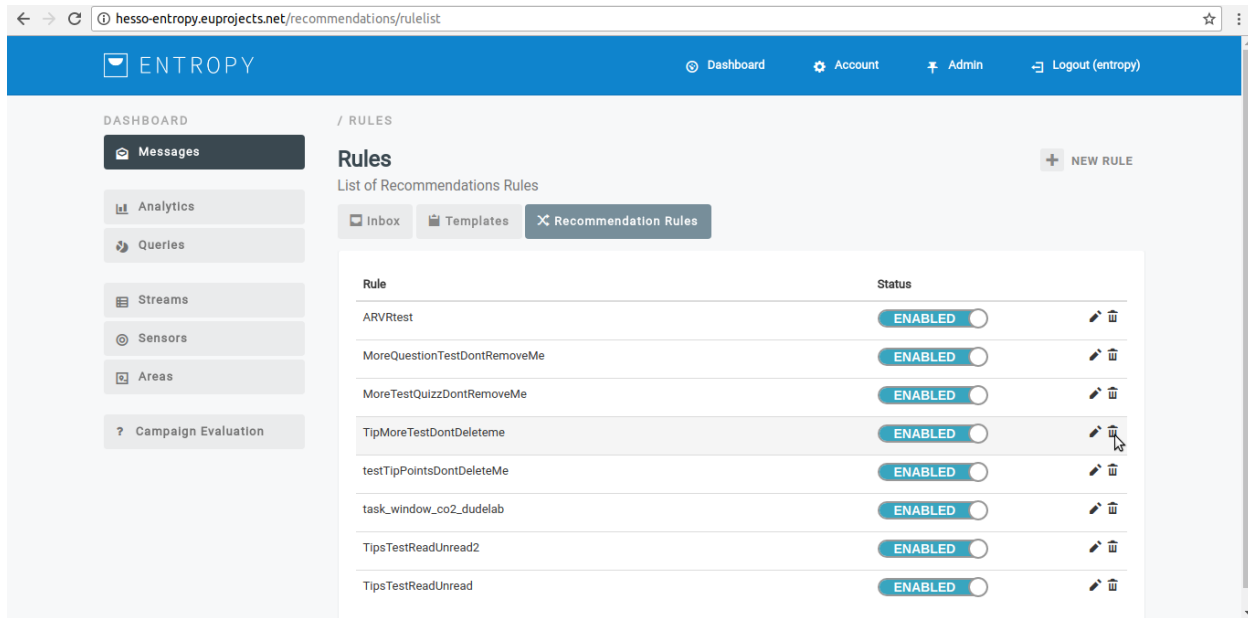 hesso-entropy.euprojects.net/recommendations/rulelist
ENTROPY
Dashboard
Account
Admin
Logout (entropy)
DASHBOARD
Messages
Analytics
Queries
Streams
Sensors
Areas
? Campaign Evaluation
/ RULES
Rules
NEW RULE
List of Recommendations Rules
Inbox
Templates
Recommendation Rules
Rule Status
ARVRtest ENABLED
MoreQuestionTestDontRemoveMe ENABLED
MoreTestQuizzDontRemoveMe ENABLED
TipMoreTestDontDeleteme ENABLED
testTipPointsDontDeleteMe ENABLED
task_window_co2_dudelab ENABLED
TipsTestReadUnread2 ENABLED
TipsTestReadUnread ENABLED